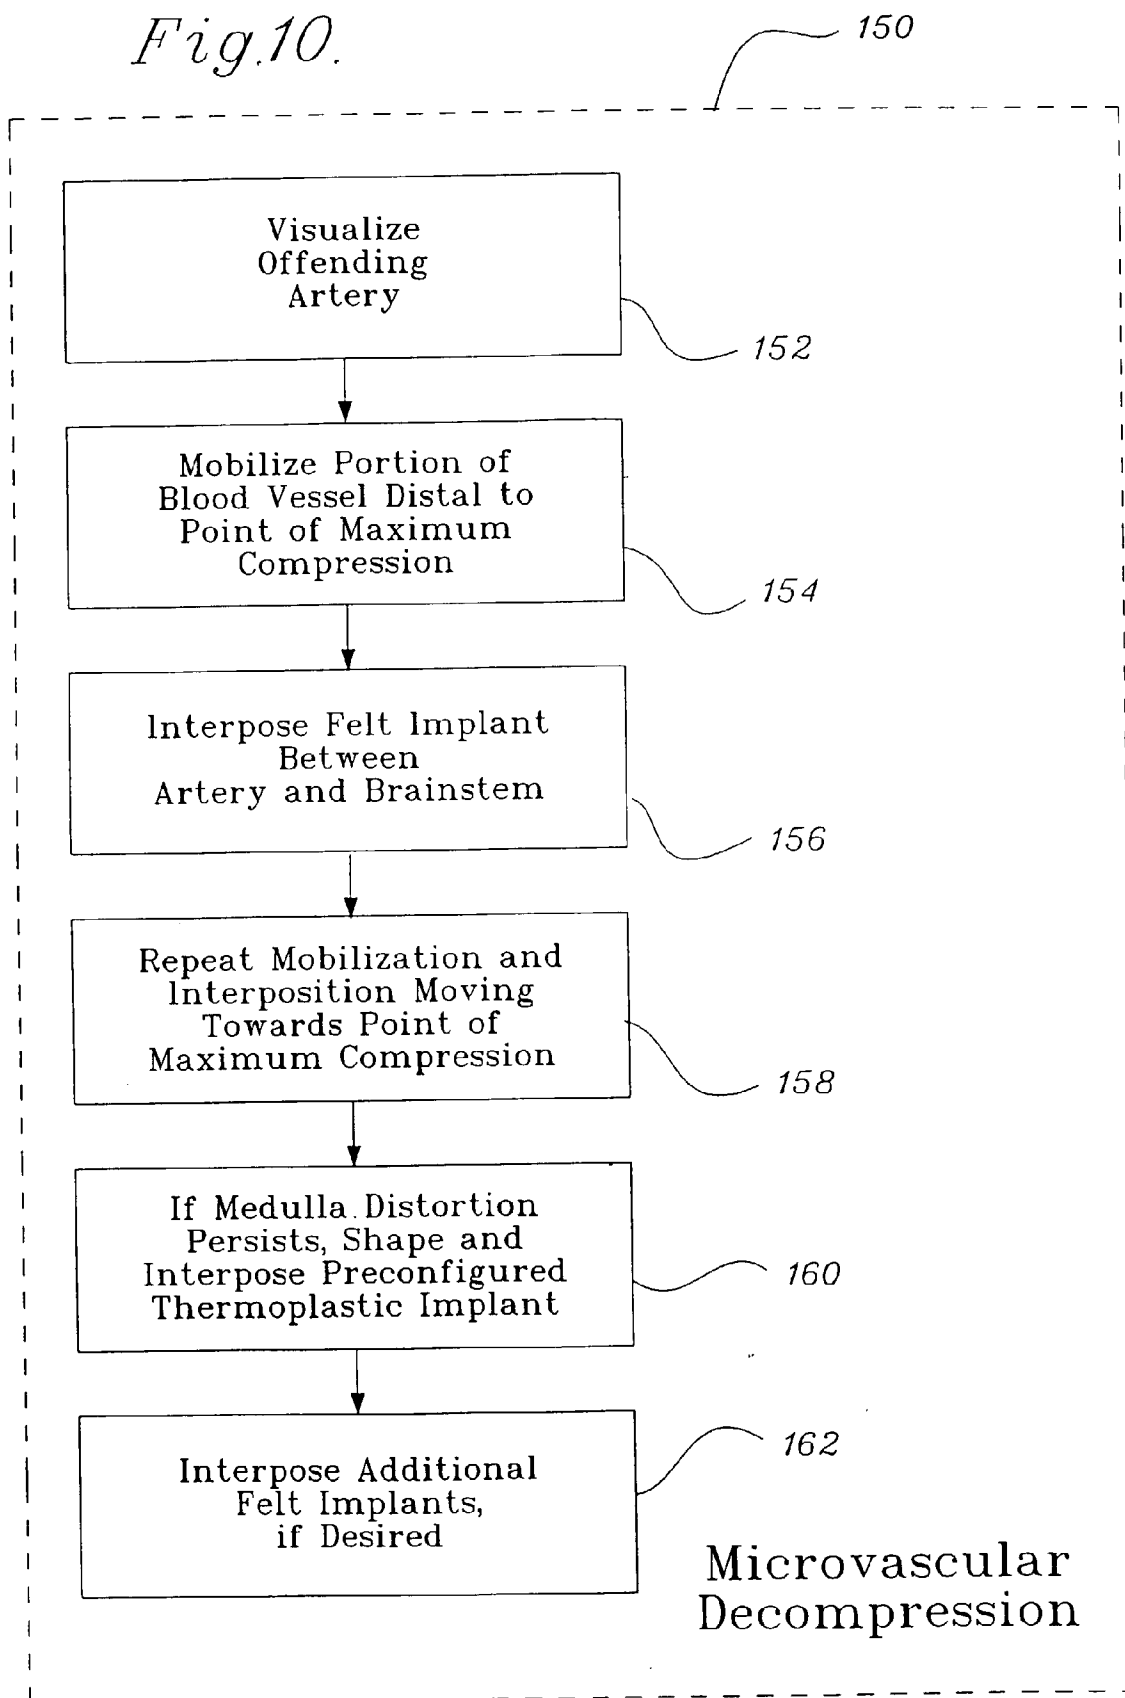 Fig.10.
150
Visualize
Offending
Artery
152
Mobilize Portion of
Blood Vessel Distal to
Point of Maximum
Compression
154
Interpose Felt Implant
Between
Artery and Brainstem
156
Repeat Mobilization and
Interposition Moving
Towards Point of
Maximum Compression
158
If Medulla Distortion
Persists, Shape and
Interpose Preconfigured
Thermoplastic Implant
160
Interpose Additional
Felt Implants,
if Desired
162
Microvascular
Decompression